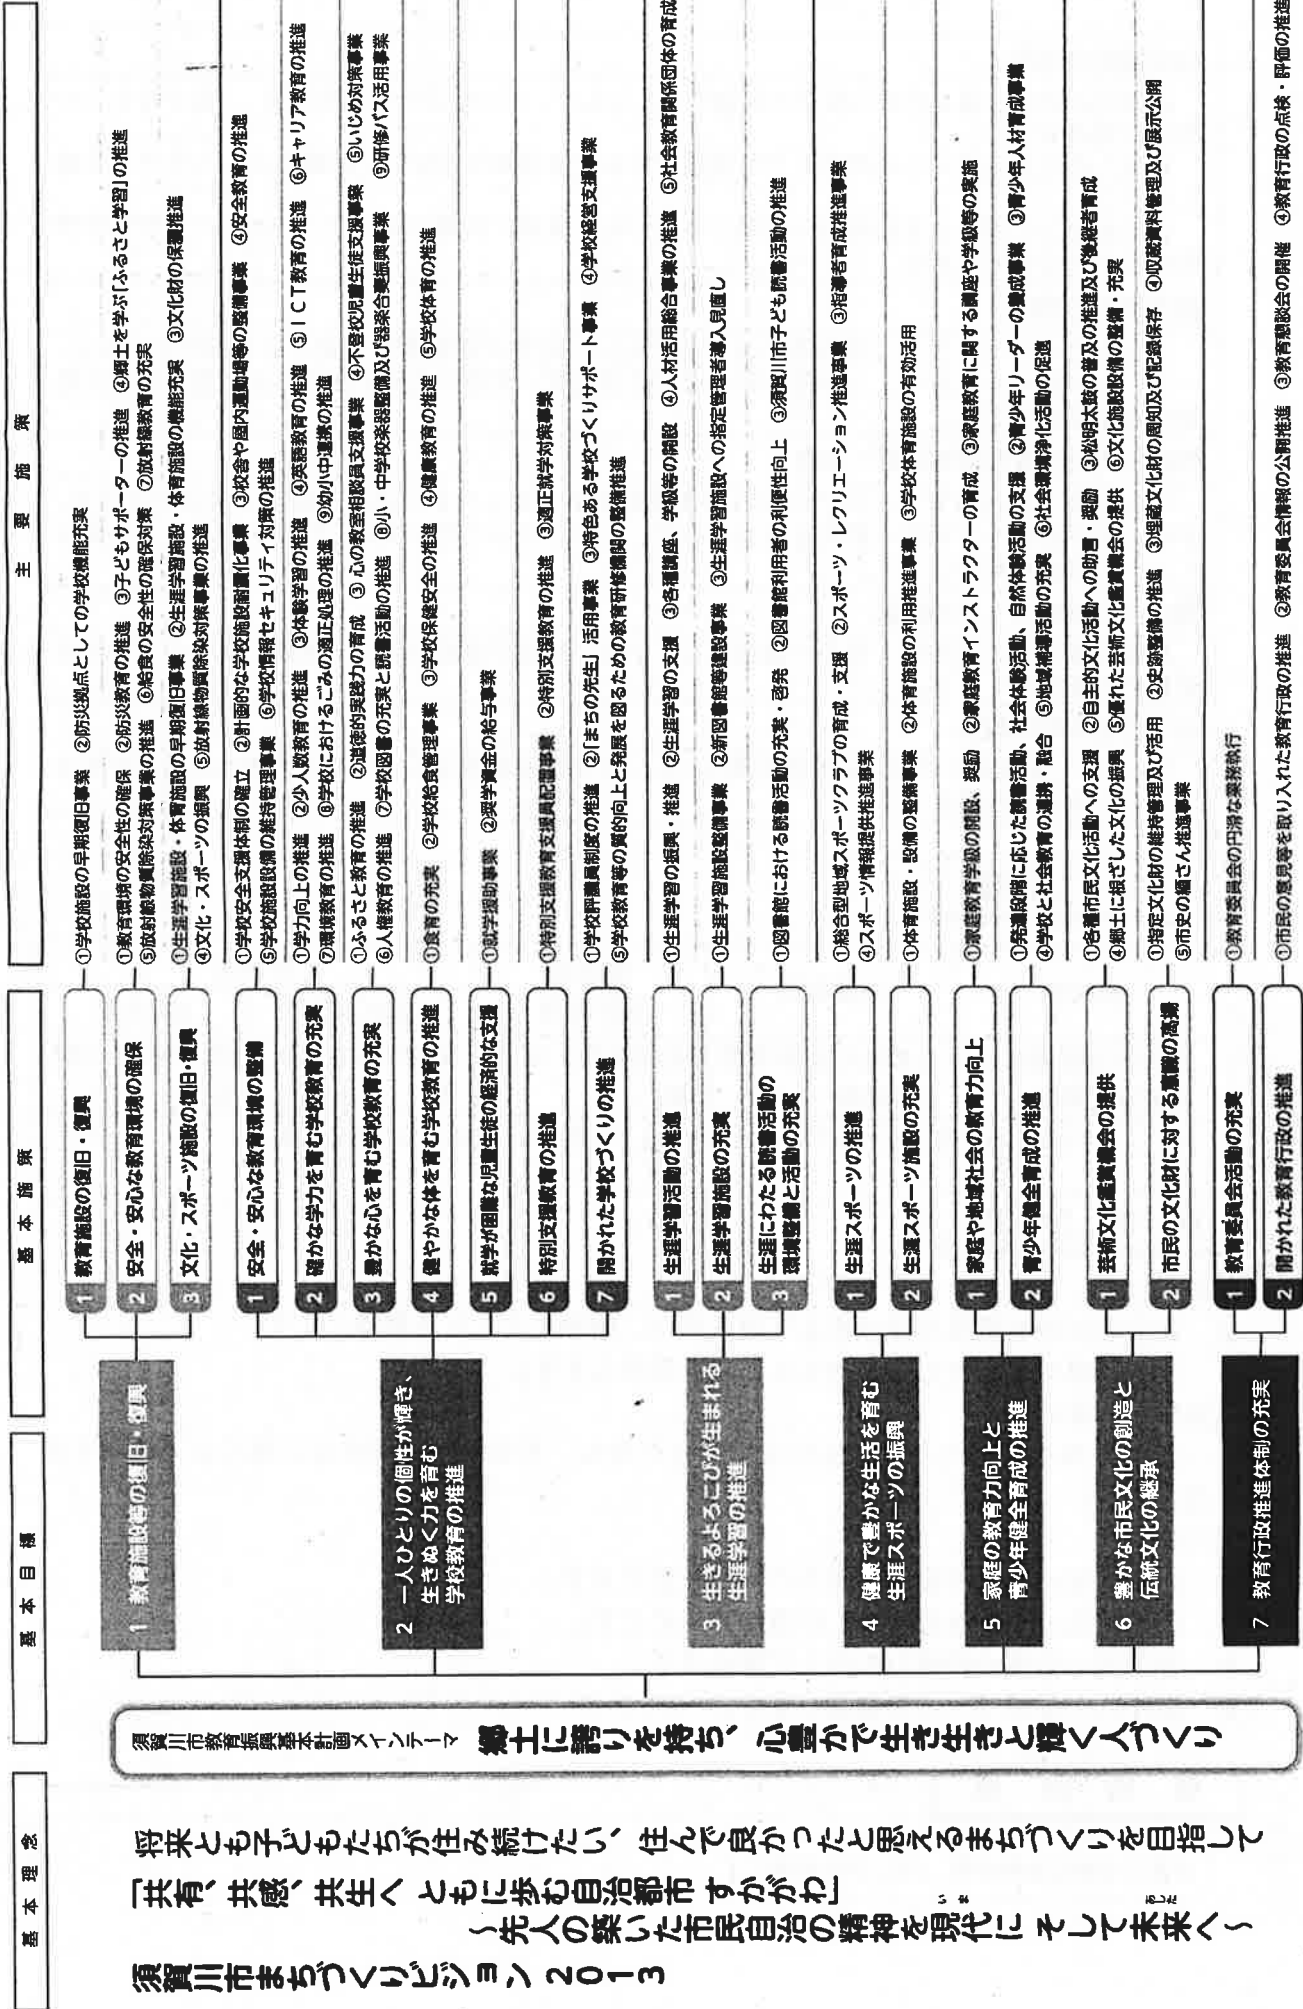 基本理念
須賀川市まちづくりビジョン2013
「共有、共感、共生へ ともに歩む自治都市 すかがわ」
～先人の築いた市民自治の精神を現代に そして未来へ～
いま
あした
将来とも子どもたちが住み続けたい、住んで良かったと思えるまちづくりを目指して
須賀川市教育振興基本計画メインテーマ
郷土に誇りを持ち、心豊かで生き生きと輝く人づくり
基本目標
1 教育施設等の復旧・復興
2 一人ひとりの個性が輝き、
生きぬく力を育む
学校教育の推進
3 生きるよろこびが生まれる
生涯学習の推進
4 健康で豊かな生活を育む
生涯スポーツの振興
5 家庭の教育力向上と
青少年健全育成の推進
6 豊かな市民文化の創造と
伝統文化の継承
7 教育行政推進体制の充実
基本施策
1 教育施設の復旧・復興
2 安全・安心な教育環境の確保
3 文化・スポーツ施設の復旧・復興
1 安全・安心な教育環境の整備
2 確かな学力を育む学校教育の充実
3 豊かな心を育む学校教育の充実
4 健やかな体を育む学校教育の推進
5 就学が困難な児童生徒の経済的な支援
6 特別支援教育の推進
7 開かれた学校づくりの推進
1 生涯学習活動の推進
2 生涯学習施設の充実
3 生涯にわたる読書活動の
環境整備と活動の充実
1 生涯スポーツの推進
2 生涯スポーツ施設の充実
1 家庭や地域社会の教育力向上
2 青少年健全育成の推進
1 芸術文化鑑賞機会の提供
2 市民の文化財に対する意識の高揚
1 教育委員会活動の充実
2 開かれた教育行政の推進
主要施策
①学校施設の早期復旧事業 ②防災拠点としての学校機能充実
①教育環境の安全性の確保 ②防災教育の推進 ③子どもサポーターの推進 ④郷土を学ぶ「ふるさと学習」の推進
⑤放射線物質除染対策事業の推進 ⑥給食の安全性の確保対策 ⑦放射線教育の充実
①生涯学習施設・体育施設の早期復旧事業 ②生涯学習施設・体育施設の機能充実 ③文化財の保護推進
④文化・スポーツの振興 ⑤放射線物質除染対策事業の推進
①学校安全支援体制の確立 ②計画的な学校施設耐震化事業 ③校舎や屋内運動場等の整備事業 ④安全教育の推進
⑤学校施設設備の維持管理事業 ⑥学校情報セキュリティ対策の推進
①学力向上の推進 ②少人数教育の推進 ③体験学習の推進 ④英語教育の推進 ⑤ICT教育の推進 ⑥キャリア教育の推進
⑦環境教育の推進 ⑧学校におけるごみの適正処理の推進 ⑨幼小中連携の推進
①ふるさと教育の推進 ②道徳的実践力の育成 ③心の教室相談員支援事業 ④不登校児童生徒支援事業 ⑤いじめ対策事業
⑥人権教育の推進 ⑦学校図書の充実と読書活動の推進 ⑧小・中学校楽器整備及び器楽合奏振興事業 ⑨研修バス活用事業
①食育の充実 ②学校給食管理事業 ③学校保健安全の推進 ④健康教育の推進 ⑤学校体育の推進
①就学援助事業 ②奨学資金の給与事業
①特別支援教育支援員配置事業 ②特別支援教育の推進 ③適正就学対策事業
①学校評議員制度の推進 ②「まちの先生」活用事業 ③特色ある学校づくりサポート事業 ④学校経営支援事業
⑤学校教育等の質的向上と発展を図るための教育研修機関の整備推進
①生涯学習の振興・推進 ②生涯学習の支援 ③各種講座、学級等の開設 ④人材活用総合事業の推進 ⑤社会教育関係団体の育成
①生涯学習施設整備事業 ②新図書館等建設事業 ③生涯学習施設への指定管理者導入見直し
①図書館における読書活動の充実・啓発 ②図書館利用者の利便性向上 ③須賀川市子ども読書活動の推進
①総合型地域スポーツクラブの育成・支援 ②スポーツ・レクリエーション推進事業 ③指導者育成推進事業
④スポーツ情報提供推進事業
①体育施設・設備の整備事業 ②体育施設の利用推進事業 ③学校体育施設の有効活用
①家庭教育学級の開設、奨励 ②家庭教育インストラクターの育成 ③家庭教育に関する講座や学級等の実施
①発達段階に応じた読書活動、社会体験活動、自然体験活動の支援 ②青少年リーダーの養成事業 ③青少年人材育成事業
④学校と社会教育の連携・融合 ⑤地域補導活動の充実 ⑥社会環境浄化活動の促進
①各種市民文化活動への支援 ②自主的文化活動への助言・奨励 ③松明太鼓の普及の推進及び後継者育成
④郷土に根ざした文化の振興 ⑤優れた芸術文化鑑賞機会の提供 ⑥文化施設設備の整備・充実
①指定文化財の維持管理及び活用 ②史跡整備の推進 ③埋蔵文化財の周知及び記録保存 ④収蔵資料管理及び展示公開
⑤市史の編さん推進事業
①教育委員会の円滑な業務執行
①市民の意見等を取り入れた教育行政の推進 ②教育委員会情報の公開推進 ③教育懇談会の開催 ④教育行政の点検・評価の推進